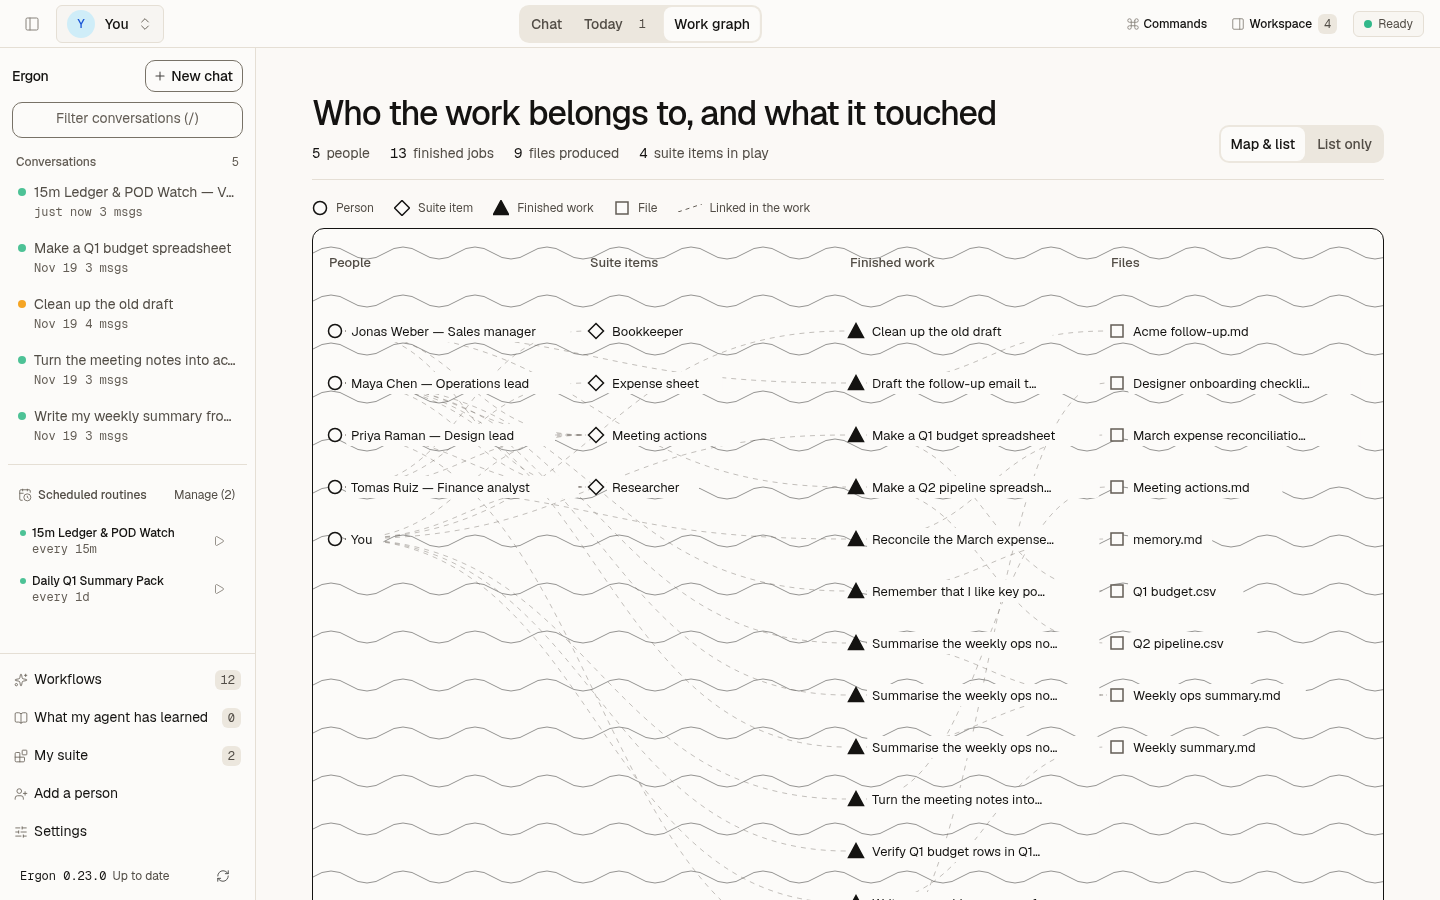 Y You
Chat
Today 1
Work graph
Commands
Workspace 4
Ready
Ergon
New chat
Filter conversations (/)
Conversations 5
15m Ledger & POD Watch — V...
just now 3 msgs
Make a Q1 budget spreadsheet
Nov 19 3 msgs
Clean up the old draft
Nov 19 4 msgs
Turn the meeting notes into ac...
Nov 19 3 msgs
Write my weekly summary fro...
Nov 19 3 msgs
Scheduled routines
Manage (2)
15m Ledger & POD Watch
every 15m
Daily Q1 Summary Pack
every 1d
Workflows 12
What my agent has learned 0
My suite 2
Add a person
Settings
Ergon 0.23.0 Up to date
Who the work belongs to, and what it touched
5 people 13 finished jobs 9 files produced 4 suite items in play
Map & list
List only
Person
Suite item
Finished work
File
Linked in the work
People
Jonas Weber — Sales manager
Maya Chen — Operations lead
Priya Raman — Design lead
Tomas Ruiz — Finance analyst
You
Suite items
Bookkeeper
Expense sheet
Meeting actions
Researcher
Finished work
Clean up the old draft
Draft the follow-up email t...
Make a Q1 budget spreadsheet
Make a Q2 pipeline spreadsh...
Reconcile the March expense...
Remember that I like key po...
Summarise the weekly ops no...
Summarise the weekly ops no...
Summarise the weekly ops no...
Turn the meeting notes into...
Verify Q1 budget rows in Q1...
Files
Acme follow-up.md
Designer onboarding checkli...
March expense reconciliatio...
Meeting actions.md
memory.md
Q1 budget.csv
Q2 pipeline.csv
Weekly ops summary.md
Weekly summary.md